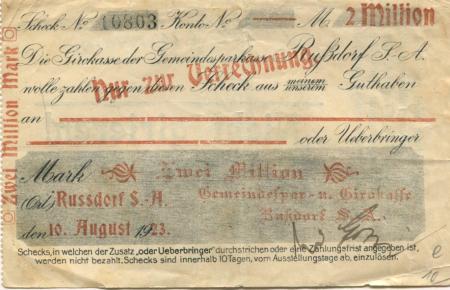 Scheck No 10803 Konto No M 2 Million
Die Girokasse der Gemeindesparkasse Rußdorf S.-A.
Nur zur Verrechnung
wolle zahlen gegen diesen Scheck aus meinem unserem Guthaben
an
oder Ueberbringer
Mark Zwei Million
(Ort) Russdorf S.-A. Gemeindespar- u. Girokasse
Rußdorf S.-A.
den 10. August 1923.
Schecks, in welchen der Zusatz „oder Ueberbringer" durchstrichen oder eine Zahlungsfrist angegeben ist,
werden nicht bezahlt. Schecks sind innerhalb 10 Tagen, vom Ausstellungstage ab, einzulösen.
Zwei Million Mark
e
10